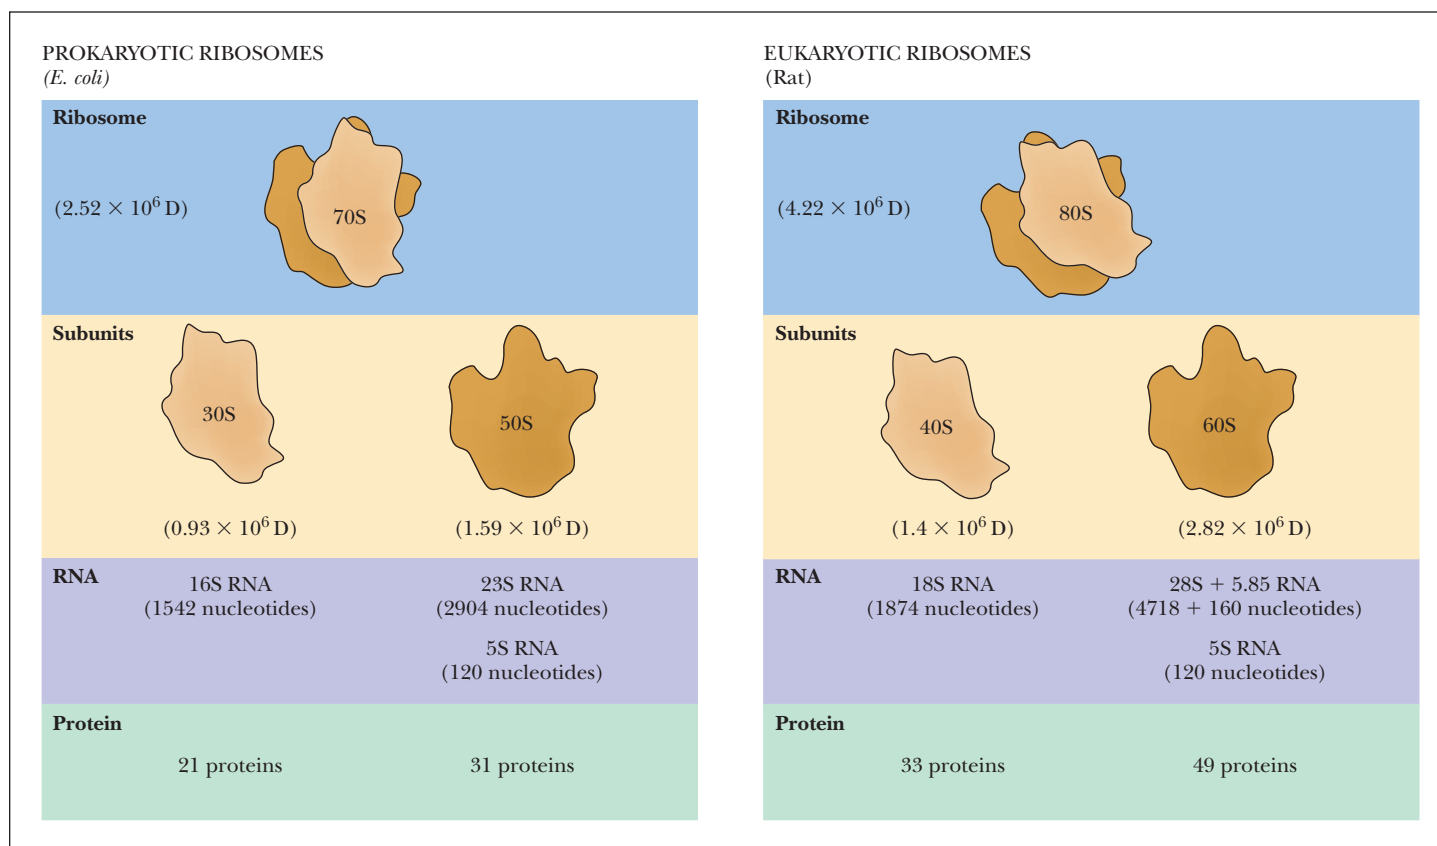 PROKARYOTIC RIBOSOMES
(E. coli)
Ribosome
(2.52 × 10⁶ D)
70S
Subunits
30S
50S
(0.93 × 10⁶ D)
(1.59 × 10⁶ D)
RNA
16S RNA
(1542 nucleotides)
23S RNA
(2904 nucleotides)
5S RNA
(120 nucleotides)
Protein
21 proteins
31 proteins
EUKARYOTIC RIBOSOMES
(Rat)
Ribosome
(4.22 × 10⁶ D)
80S
Subunits
40S
60S
(1.4 × 10⁶ D)
(2.82 × 10⁶ D)
RNA
18S RNA
(1874 nucleotides)
28S + 5.85 RNA
(4718 + 160 nucleotides)
5S RNA
(120 nucleotides)
Protein
33 proteins
49 proteins